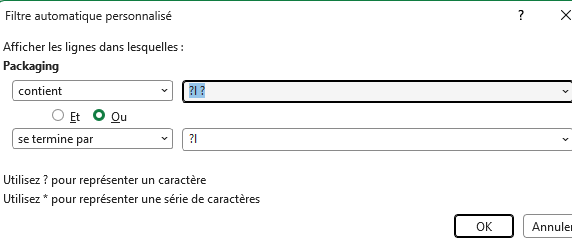 Filtre automatique personnalisé
? X
Afficher les lignes dans lesquelles :
Packaging
contient ?l ?
Et Ou
se termine par ?l
Utilisez ? pour représenter un caractère
Utilisez * pour représenter une série de caractères
OK Annuler